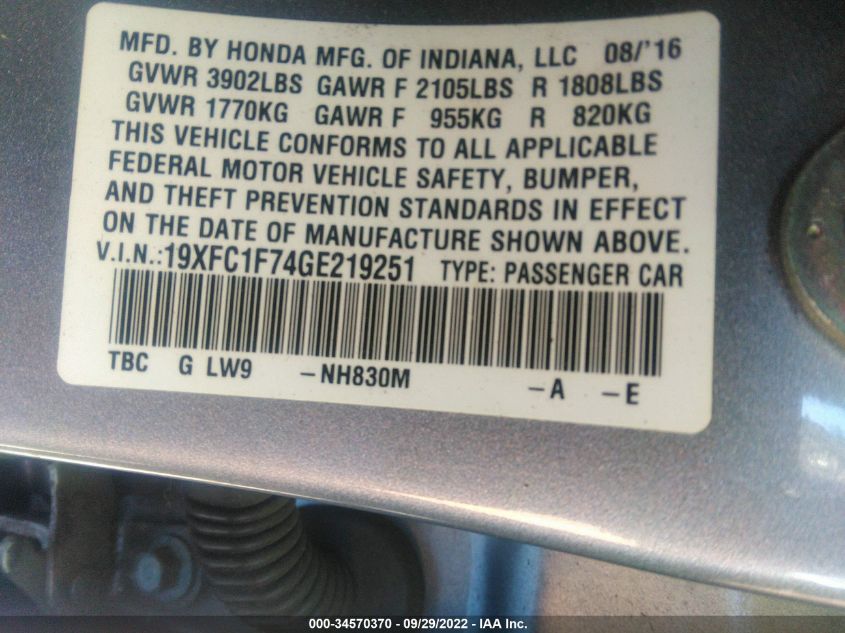 MFD. BY HONDA MFG. OF INDIANA, LLC 08/'16
GVWR 3902LBS GAWR F 2105LBS R 1808LBS
GVWR 1770KG GAWR F 955KG R 820KG
THIS VEHICLE CONFORMS TO ALL APPLICABLE
FEDERAL MOTOR VEHICLE SAFETY, BUMPER,
AND THEFT PREVENTION STANDARDS IN EFFECT
ON THE DATE OF MANUFACTURE SHOWN ABOVE.
V.I.N.:19XFC1F74GE219251 TYPE: PASSENGER CAR
TBC G LW9 -NH830M -A -E
000-34570370 - 09/29/2022 - IAA Inc.